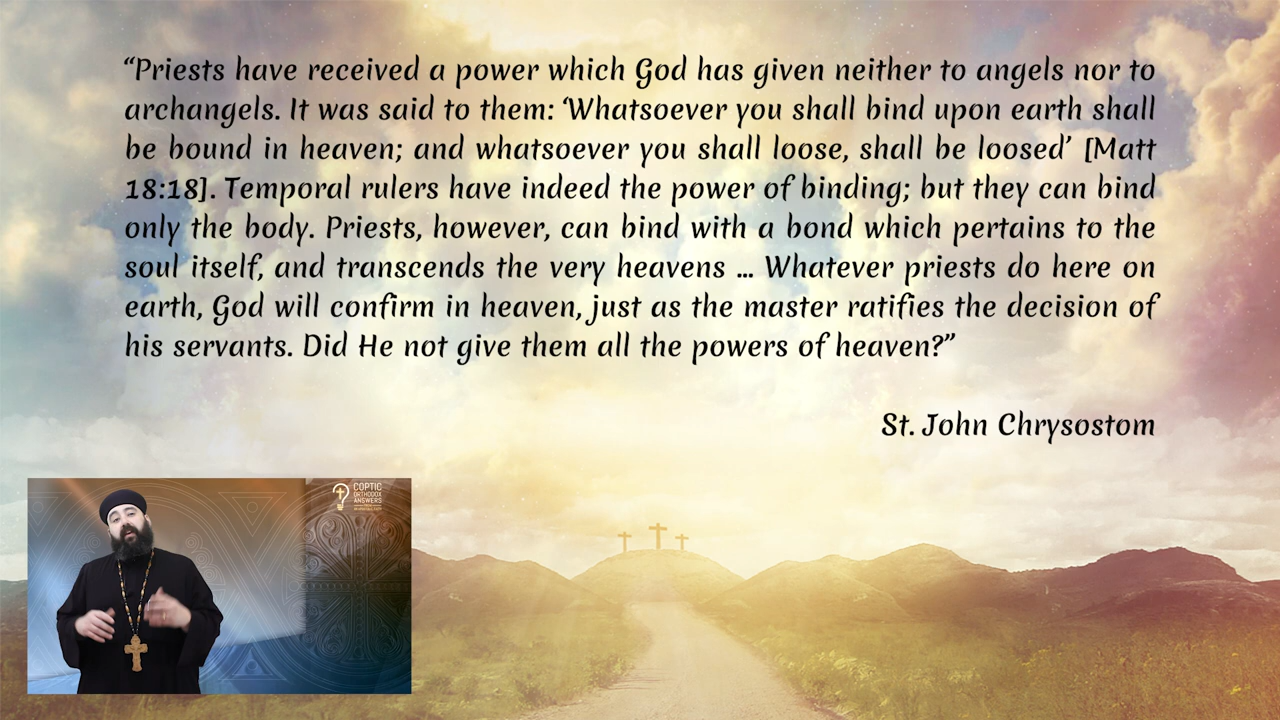 “Priests have received a power which God has given neither to angels nor to
archangels. It was said to them: ‘Whatsoever you shall bind upon earth shall
be bound in heaven; and whatsoever you shall loose, shall be loosed’ [Matt
18:18]. Temporal rulers have indeed the power of binding; but they can bind
only the body. Priests, however, can bind with a bond which pertains to the
soul itself, and transcends the very heavens ... Whatever priests do here on
earth, God will confirm in heaven, just as the master ratifies the decision of
his servants. Did He not give them all the powers of heaven?”
St. John Chrysostom
COPTIC
ORTHODOX
ANSWERS